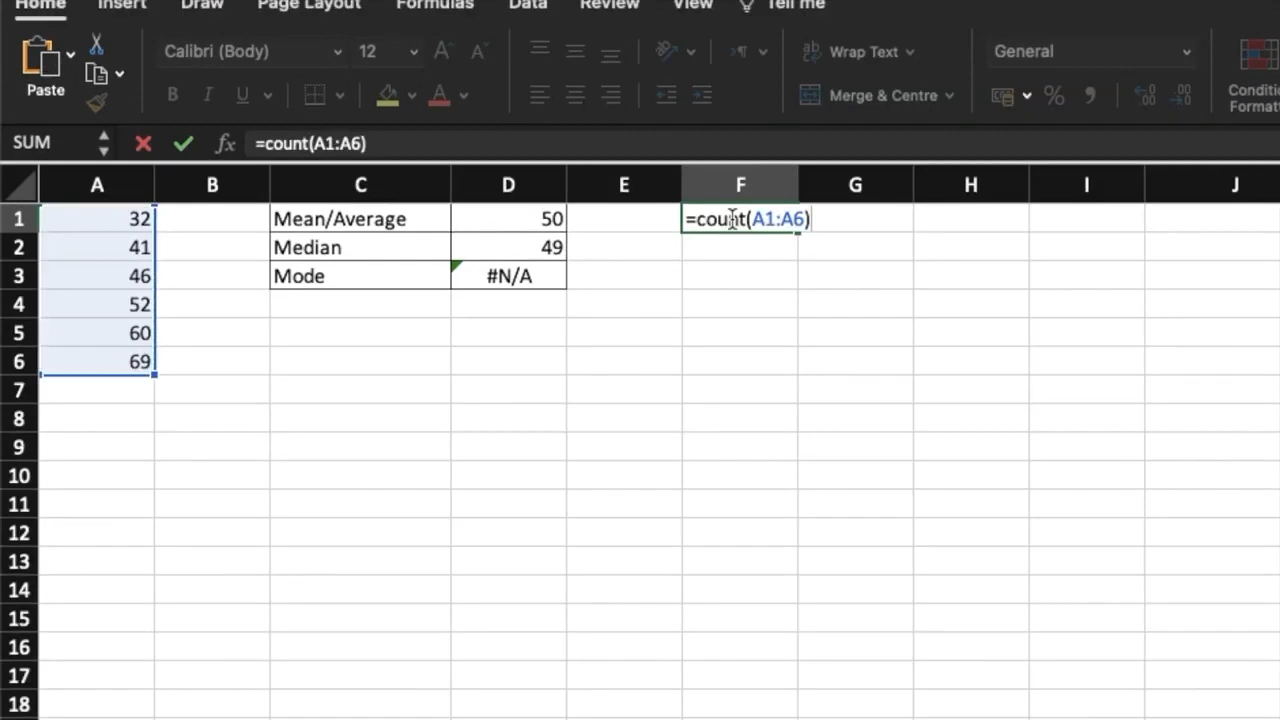 Home Insert Draw Page Layout Formulas Data Review View Tell me
Paste Calibri (Body) 12 Wrap Text General
Merge & Centre % Conditio
Format
SUM fx =count(A1:A6)
A B C D E F G H I J
1 32 Mean/Average 50 =count(A1:A6)
2 41 Median 49
3 46 Mode #N/A
4 52
5 60
6 69
7
8
9
10
11
12
13
14
15
16
17
18